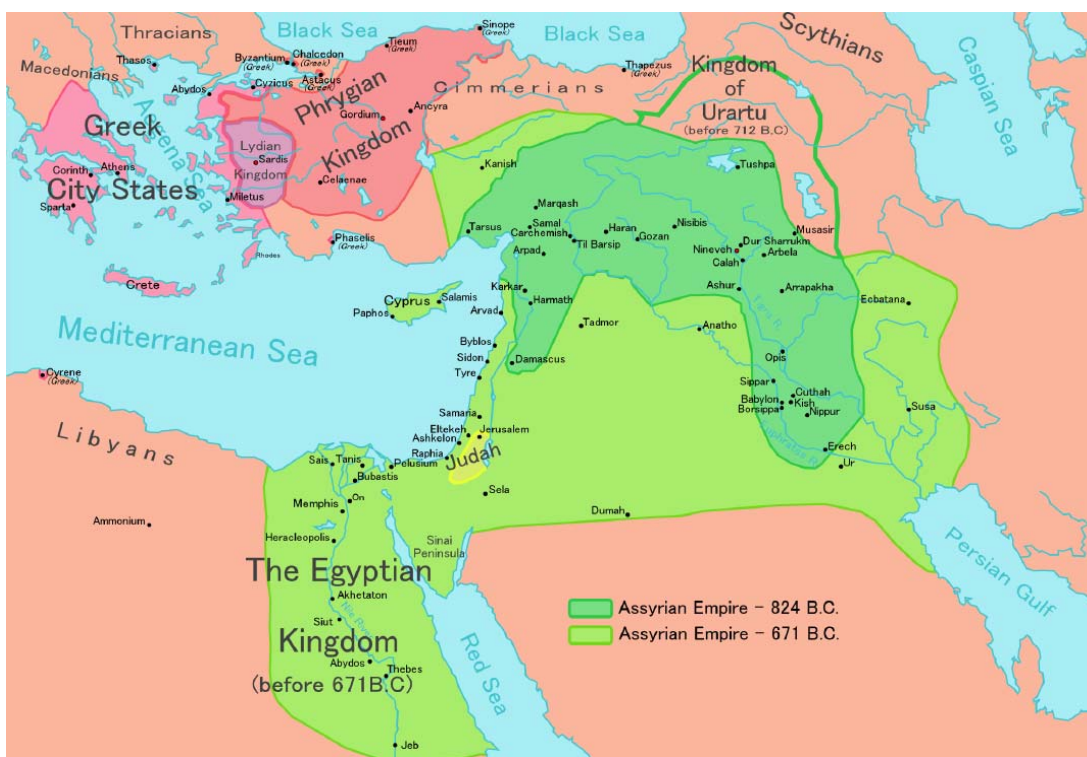 Thracians
Macedonians
Thasos
Black Sea
Black Sea
Scythians
Caspian Sea
Byzantium
(Greek)
Chalcedon
(Greek)
Tieum
(Greek)
Sinope
(Greek)
Thapezus
(Greek)
Kingdom
of
Urartu
(before 712 B.C)
Abydos
Cyzicus
Astacus
(Greek)
Phrygian
Kingdom
Cimmerians
Gordium
Ancyra
Greek
City States
Corinth
Athens
Sparta
Lydian
Kingdom
Sardis
Celaenae
Miletus
Phaselis
(Greek)
Rhodes
Crete
Kanish
Tushpa
Marqash
Tarsus
Samal
Carchemish
Haran
Til Barsip
Gozan
Nisibis
Dur Sharrukm
Musasir
Nineveh
Arbela
Calah
Arpad
Karkar
Harmath
Ashur
Arrapakha
Ecbatana
Cyprus
Salamis
Paphos
Arvad
Tadmor
Anatho
Mediterranean Sea
Byblos
Sidon
Damascus
Tyre
Opis
Sippar
Cuthah
Babylon
Kish
Borsippa
Nippur
Susa
Cyrene
(Greek)
Libyans
Samaria
Eltekeh
Jerusalem
Ashkelon
Raphia
Judah
Erech
Ur
Euphrates R.
Sais
Tanis
Pelusium
Bubastis
On
Memphis
Sela
Dumah
Ammonium
Heracleopolis
Sinai
Peninsula
Persian Gulf
The Egyptian
Kingdom
(before 671B.C)
Akhetaton
Siut
Abydos
Thebes
Jeb
Red Sea
Assyrian Empire - 824 B.C.
Assyrian Empire - 671 B.C.